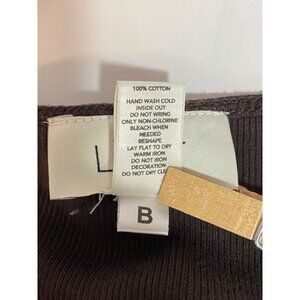 100% COTTON
HAND WASH COLD
INSIDE OUT
DO NOT WRING
ONLY NON-CHLORINE
BLEACH WHEN
NEEDED
RESHAPE
LAY FLAT TO DRY
WARM IRON
DO NOT IRON
DECORATION
DO NOT DRY CLE
L
B